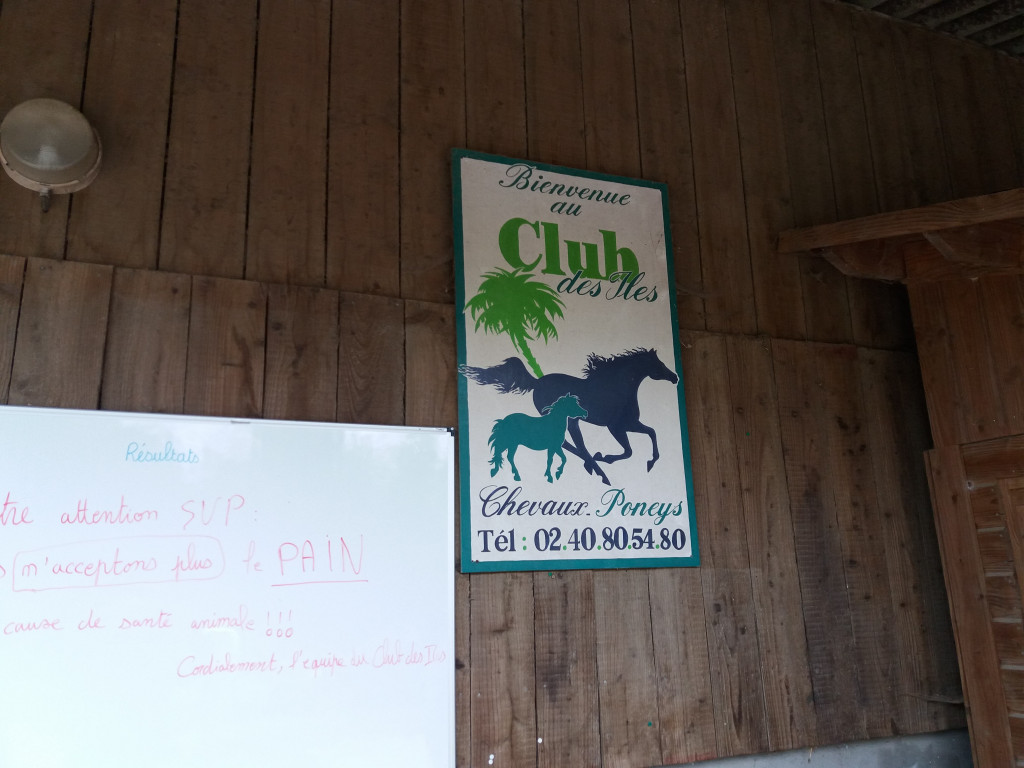 Bienvenue
au
Club
des Iles
Chevaux. Poneys
Tél : 02.40.80.54.80
Résultats
attention SVP :
n'acceptons plus le PAIN
cause de santé animale !!!
Cordialement, l'équipe du Club des Iles